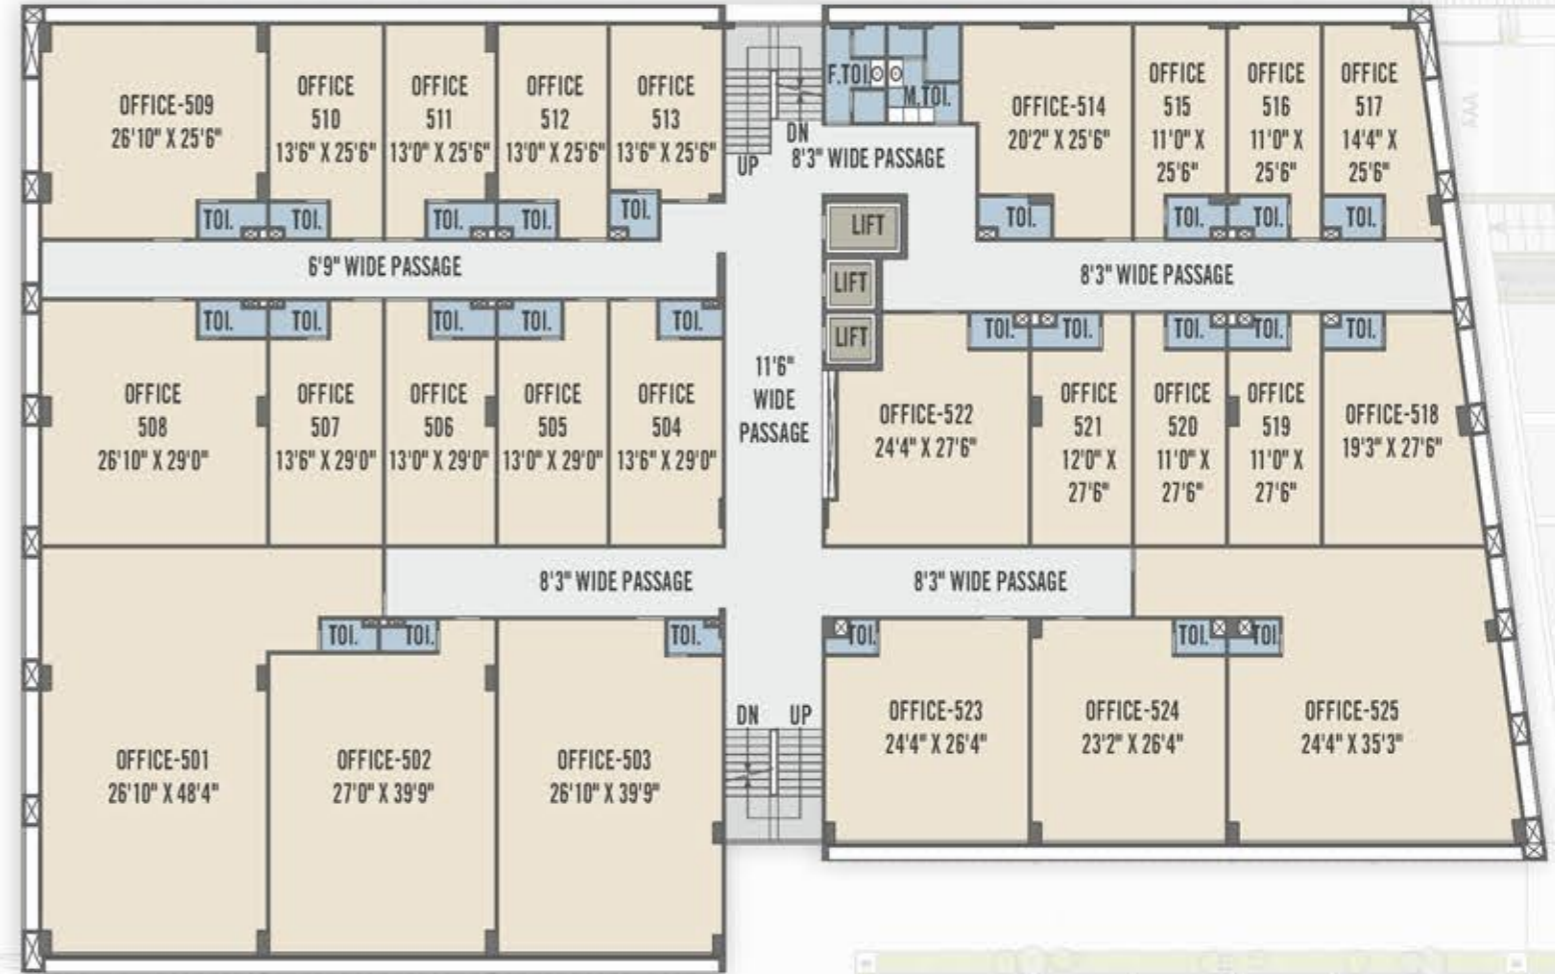 OFFICE-509
26'10" X 25'6"
OFFICE
510
13'6" X 25'6"
OFFICE
511
13'0" X 25'6"
OFFICE
512
13'0" X 25'6"
OFFICE
513
13'6" X 25'6"
TOI.
TOI.
TOI.
TOI.
TOI.
UP
DN
F.TOI.
M.TOI.
8'3" WIDE PASSAGE
OFFICE-514
20'2" X 25'6"
OFFICE
515
11'0" X
25'6"
OFFICE
516
11'0" X
25'6"
OFFICE
517
14'4" X
25'6"
TOI.
TOI.
TOI.
TOI.
6'9" WIDE PASSAGE
LIFT
LIFT
LIFT
8'3" WIDE PASSAGE
TOI.
TOI.
TOI.
TOI.
TOI.
OFFICE
508
26'10" X 29'0"
OFFICE
507
13'6" X 29'0"
OFFICE
506
13'0" X 29'0"
OFFICE
505
13'0" X 29'0"
OFFICE
504
13'6" X 29'0"
11'6"
WIDE
PASSAGE
TOI.
TOI.
TOI.
TOI.
TOI.
OFFICE-522
24'4" X 27'6"
OFFICE
521
12'0" X
27'6"
OFFICE
520
11'0" X
27'6"
OFFICE
519
11'0" X
27'6"
OFFICE-518
19'3" X 27'6"
8'3" WIDE PASSAGE
8'3" WIDE PASSAGE
TOI.
TOI.
TOI.
TOI.
TOI.
TOI.
OFFICE-501
26'10" X 48'4"
OFFICE-502
27'0" X 39'9"
OFFICE-503
26'10" X 39'9"
DN
UP
OFFICE-523
24'4" X 26'4"
OFFICE-524
23'2" X 26'4"
OFFICE-525
24'4" X 35'3"